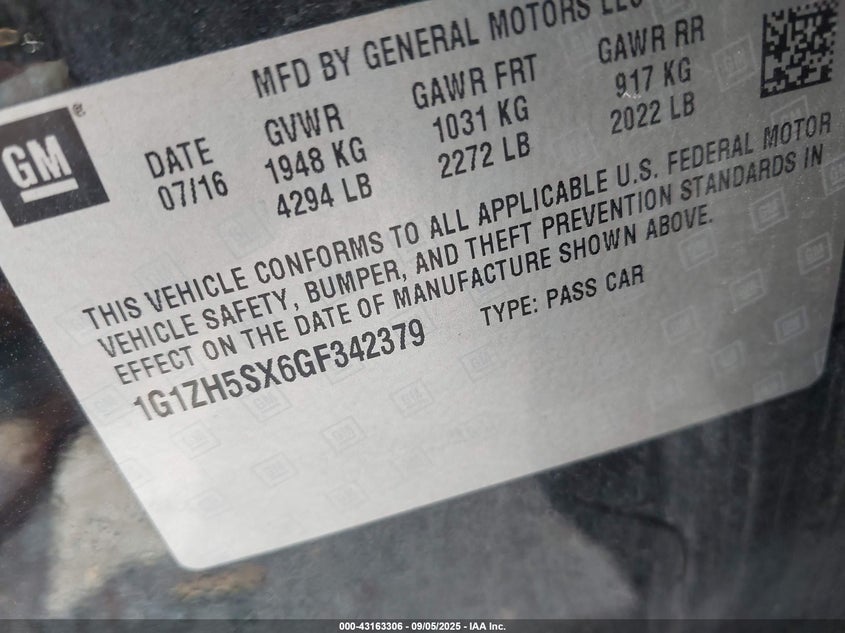 MFD BY GENERAL MOTORS LLC
GM
®
DATE
07/16
GVWR
1948 KG
4294 LB
GAWR FRT
1031 KG
2272 LB
GAWR RR
917 KG
2022 LB
THIS VEHICLE CONFORMS TO ALL APPLICABLE U.S. FEDERAL MOTOR
VEHICLE SAFETY, BUMPER, AND THEFT PREVENTION STANDARDS IN
EFFECT ON THE DATE OF MANUFACTURE SHOWN ABOVE.
1G1ZH5SX6GF342379
TYPE: PASS CAR
000-43163306 - 09/05/2025 - IAA Inc.